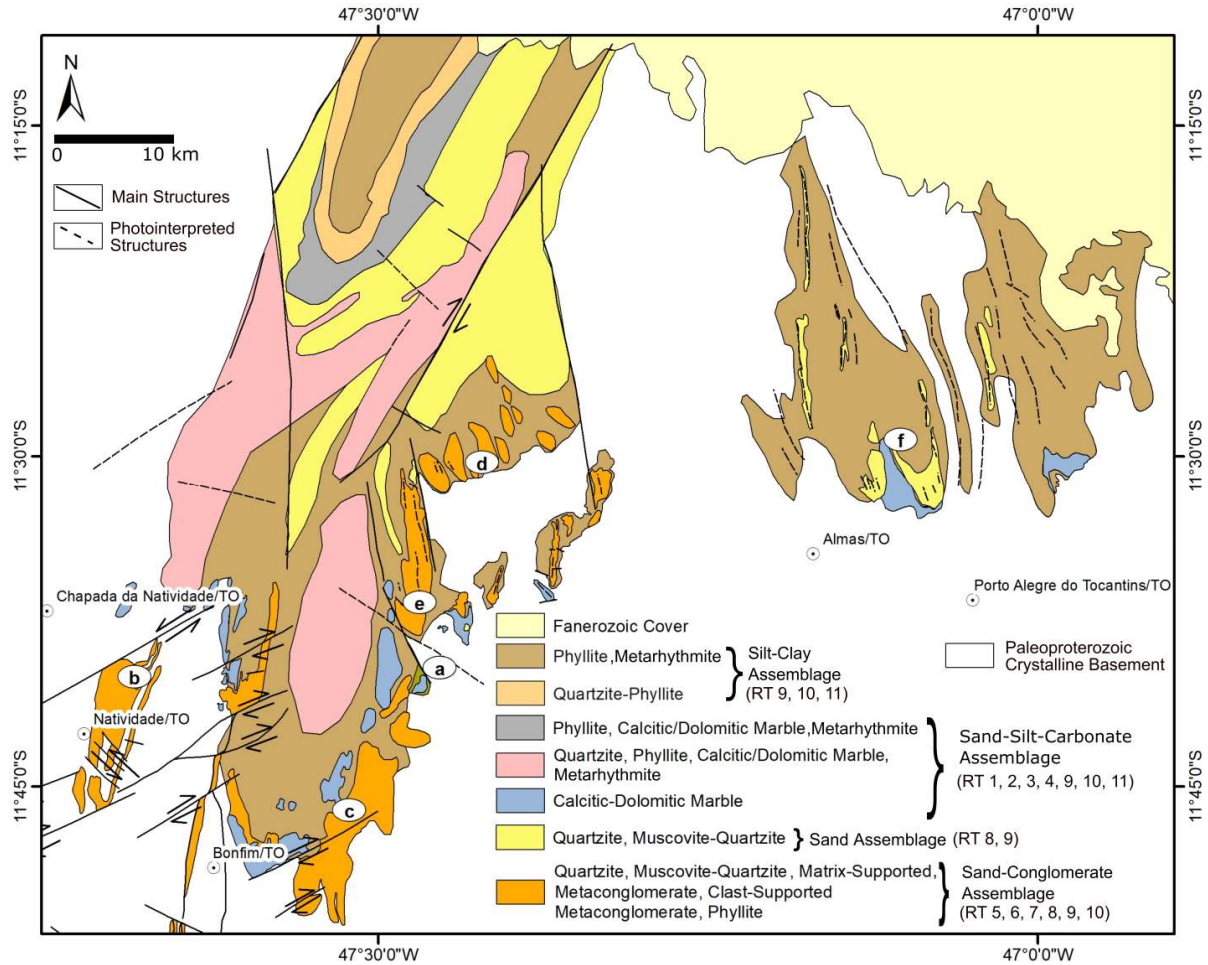 47°30'0"W
47°0'0"W
N
11°15'0"S
11°15'0"S
0
10 km
Main Structures
Photointerpreted
Structures
11°30'0"S
11°30'0"S
d
f
Almas/TO
Chapada da Natividade/TO
Porto Alegre do Tocantins/TO
e
a
b
Natividade/TO
c
Bonfim/TO
11°45'0"S
11°45'0"S
Fanerozoic Cover
Phyllite,Metarhythmite
Quartzite-Phyllite
Silt-Clay
Assemblage
(RT 9, 10, 11)
Paleoproterozoic
Crystalline Basement
Phyllite, Calcitic/Dolomitic Marble,Metarhythmite
Quartzite, Phyllite, Calcitic/Dolomitic Marble,
Metarhythmite
Calcitic-Dolomitic Marble
Sand-Silt-Carbonate
Assemblage
(RT 1, 2, 3, 4, 9, 10, 11)
Quartzite, Muscovite-Quartzite
Sand Assemblage (RT 8, 9)
Quartzite, Muscovite-Quartzite, Matrix-Supported,
Metaconglomerate, Clast-Supported
Metaconglomerate, Phyllite
Sand-Conglomerate
Assemblage
(RT 5, 6, 7, 8, 9, 10)
47°30'0"W
47°0'0"W